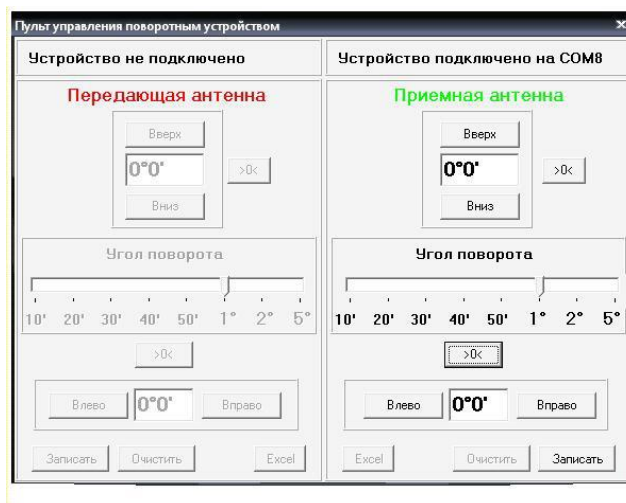 Пульт управления поворотным устройством
Устройство не подключено
Передающая антенна
Вверх
0°0'
>0<
Вниз
Угол поворота
10' 20' 30' 40' 50' 1° 2° 5°
>0<
Влево 0°0' Вправо
Записать Очистить Excel
Устройство подключено на COM8
Приемная антенна
Вверх
0°0'
>0<
Вниз
Угол поворота
10' 20' 30' 40' 50' 1° 2° 5°
>0<
Влево 0°0' Вправо
Excel Очистить Записать